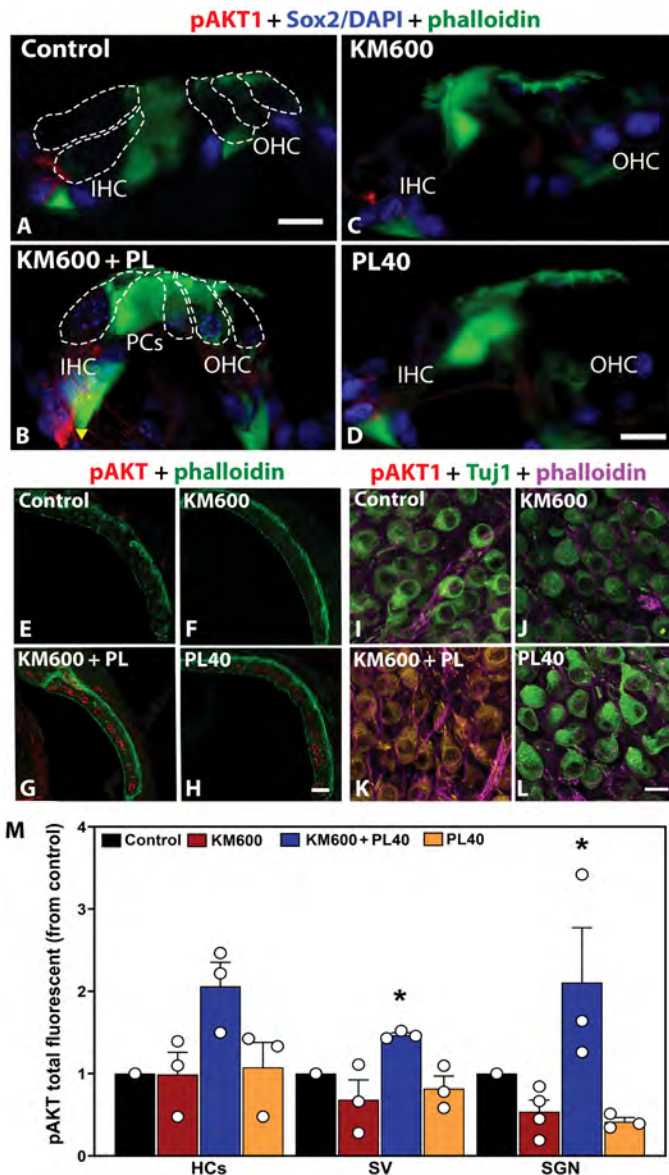 pAKT1 + Sox2/DAPI + phalloidin
Control
KM600
IHC
OHC
A
IHC
OHC
C
KM600 + PL
PL40
PCs
IHC
OHC
B
IHC
OHC
D
pAKT + phalloidin
pAKT1 + Tuj1 + phalloidin
Control
KM600
Control
KM600
E
F
I
J
KM600 + PL
PL40
KM600 + PL
PL40
G
H
K
L
M
pAKT total fluorescent (from control)
Control
KM600
KM600 + PL40
PL40
4
3
2
1
0
*
*
HCs
SV
SGN